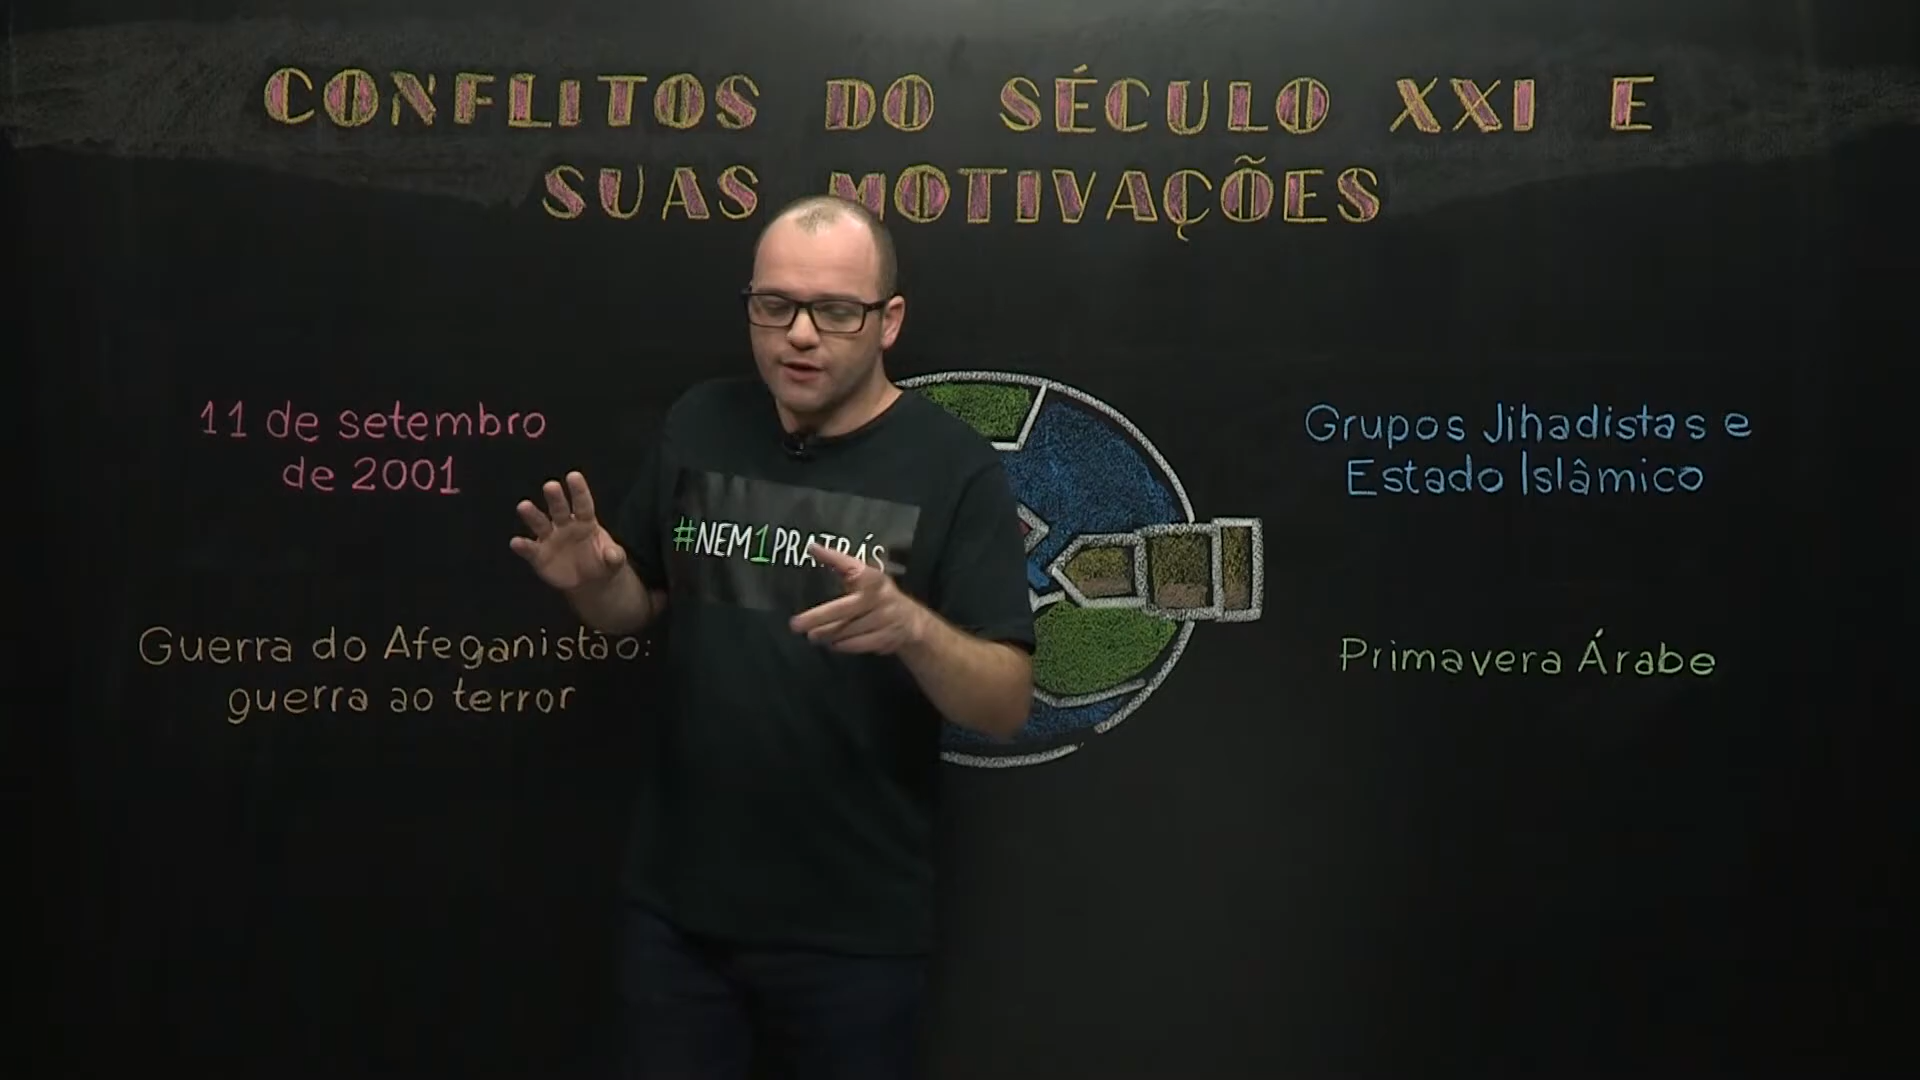 CONFLITOS DO SÉCULO XXI E
SUAS MOTIVAÇÕES
11 de setembro
de 2001
Guerra do Afeganistão:
guerra ao terror
#NEM1PRATRÁS
Grupos Jihadistas e
Estado Islâmico
Primavera Árabe